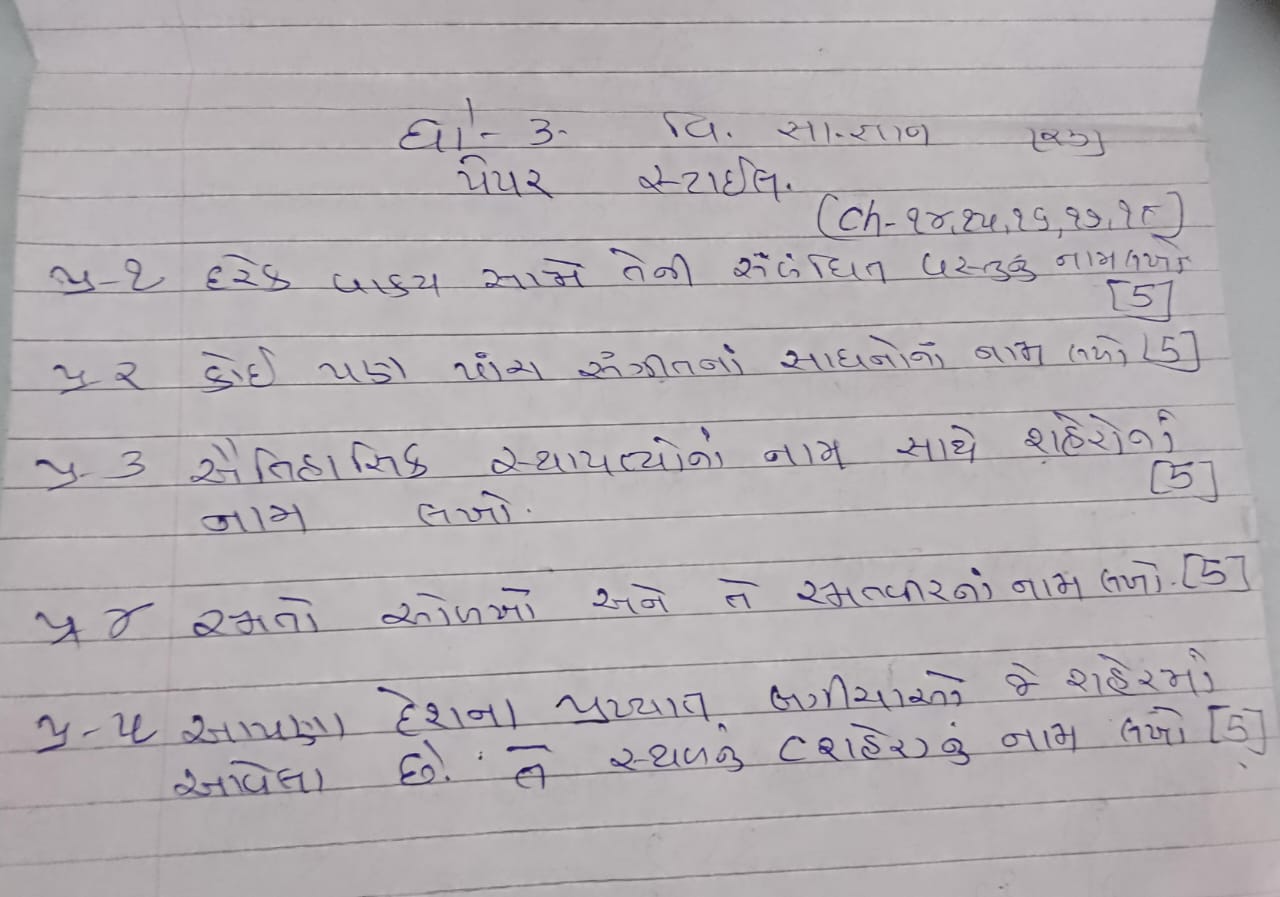 ધો - 3. વિ. સા. જ્ઞાન [૨૫]
પેપર સ્ટાઈલ.
(Ch - ૧૪, ૧૫, ૧૬, ૧૭, ૧૮)
પ્ર - ૧ દરેક વાક્ય સામે તેની સંબંધિત વસ્તુનું નામ લખો.
[5]
પ્ર ૨ કોઈ પણ પાંચ સંગીતનાં સાધનોનાં નામ લખો [5]
પ્ર - 3 ઐતિહાસિક સ્થાપત્યોનાં નામ સાથે શહેરોનાં
નામ લખો. [5]
પ્ર ૪ રમતો ઓળખો અને તે રમતવીરનાં નામ લખો. [5]
પ્ર - ૫ આપણા દેશના પ્રખ્યાત બગીચાઓ જે શહેરમાં
આવેલા છે. તે સ્થળનું (શહેર)નું નામ લખો [5]